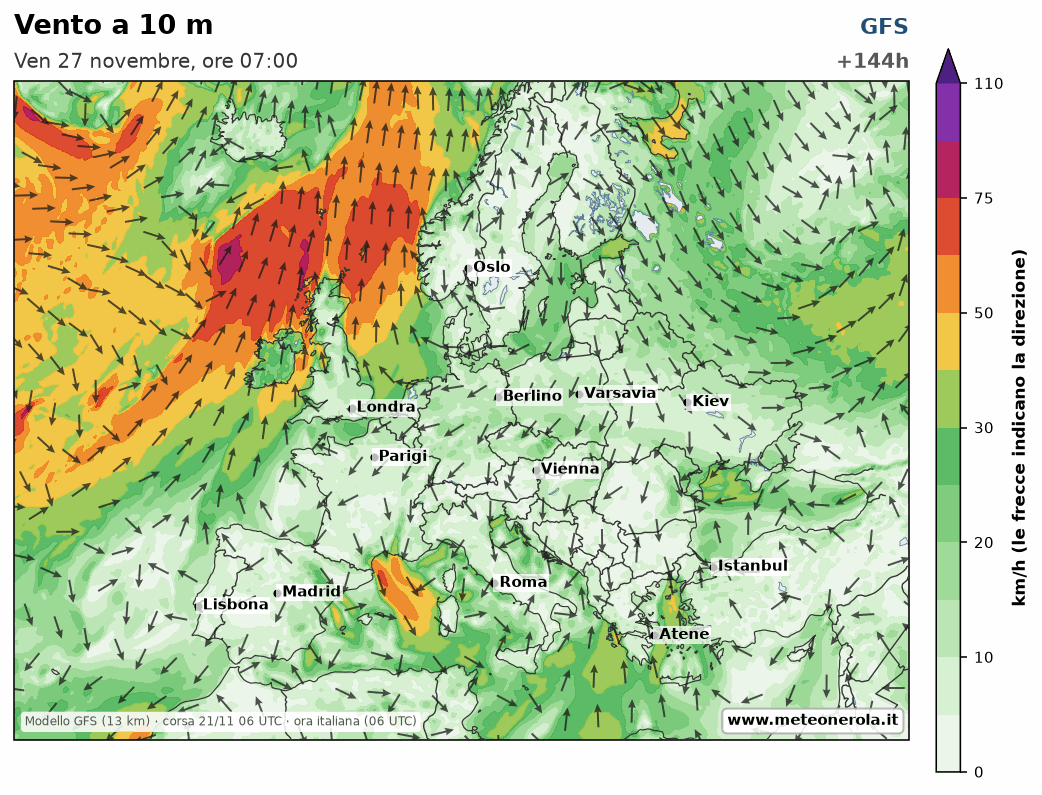 Vento a 10 m
GFS
Ven 27 novembre, ore 07:00
+144h
110
75
50
30
20
10
0
km/h (le frecce indicano la direzione)
Oslo
Berlino
Varsavia
Kiev
Londra
Parigi
Vienna
Istanbul
Roma
Madrid
Lisbona
Atene
Modello GFS (13 km) · corsa 21/11 06 UTC · ora italiana (06 UTC)
www.meteonerola.it